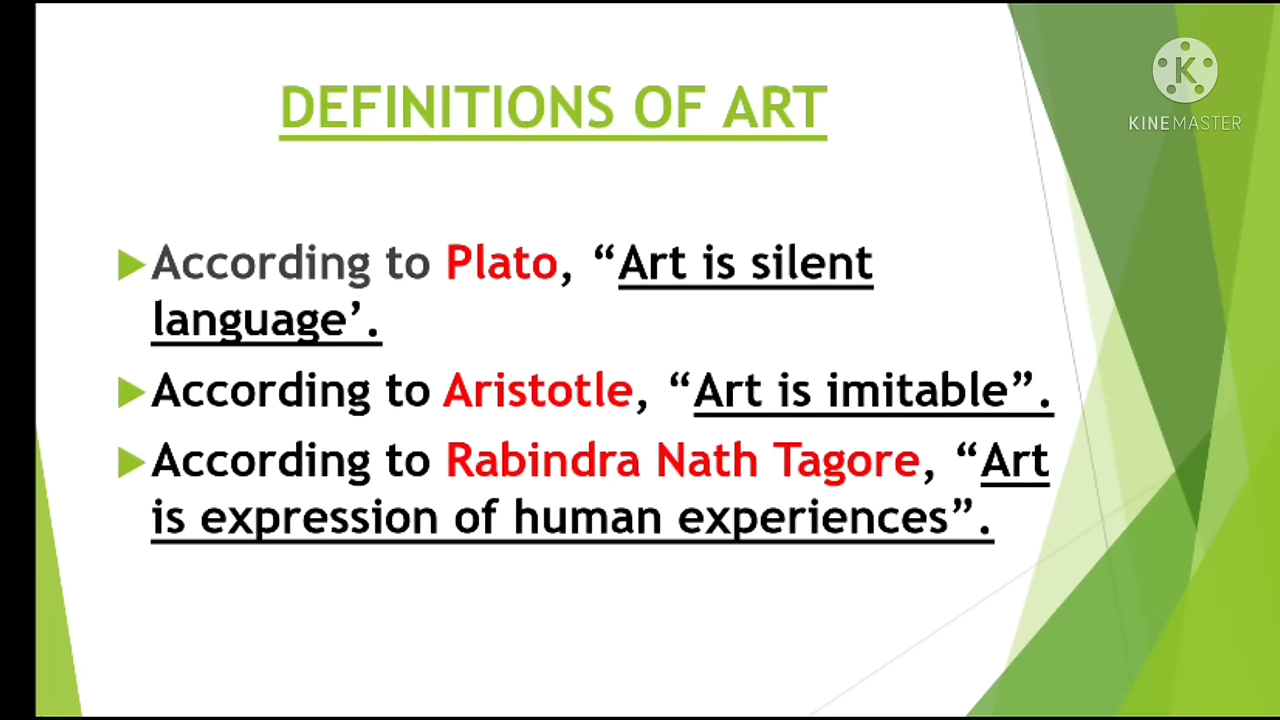 KINEMASTER
DEFINITIONS OF ART
According to Plato, “Art is silent
language’.
According to Aristotle, “Art is imitable”.
According to Rabindra Nath Tagore, “Art
is expression of human experiences”.